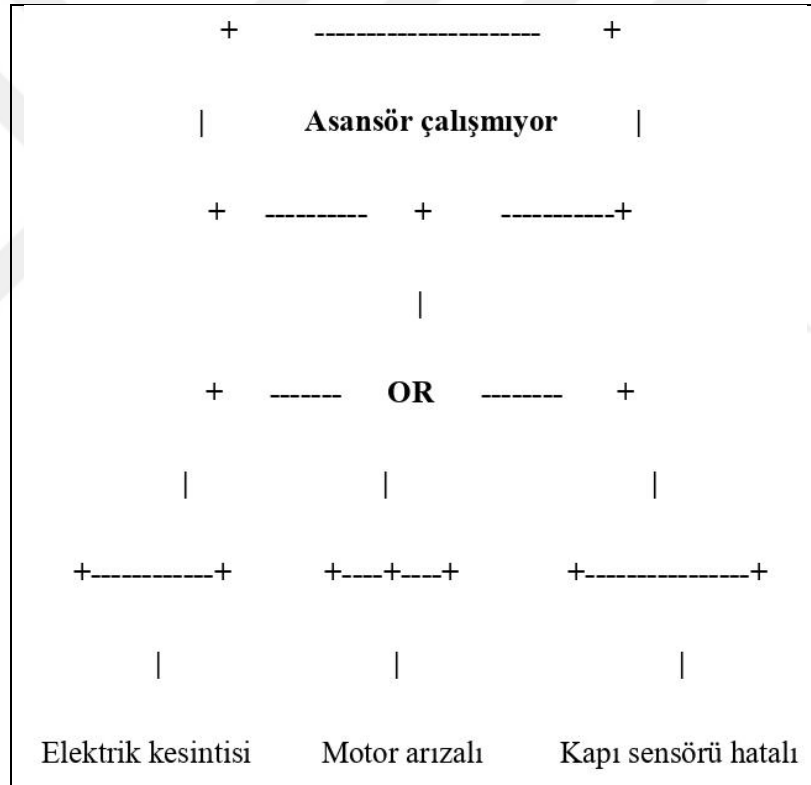 + ---------------------- +
| Asansör çalışmıyor |
+ ---------- + -----------+
|
+ ------- OR -------- +
| | |
+------------+ +----+----+ +----------------+
| | |
Elektrik kesintisi Motor arızalı Kapı sensörü hatalı